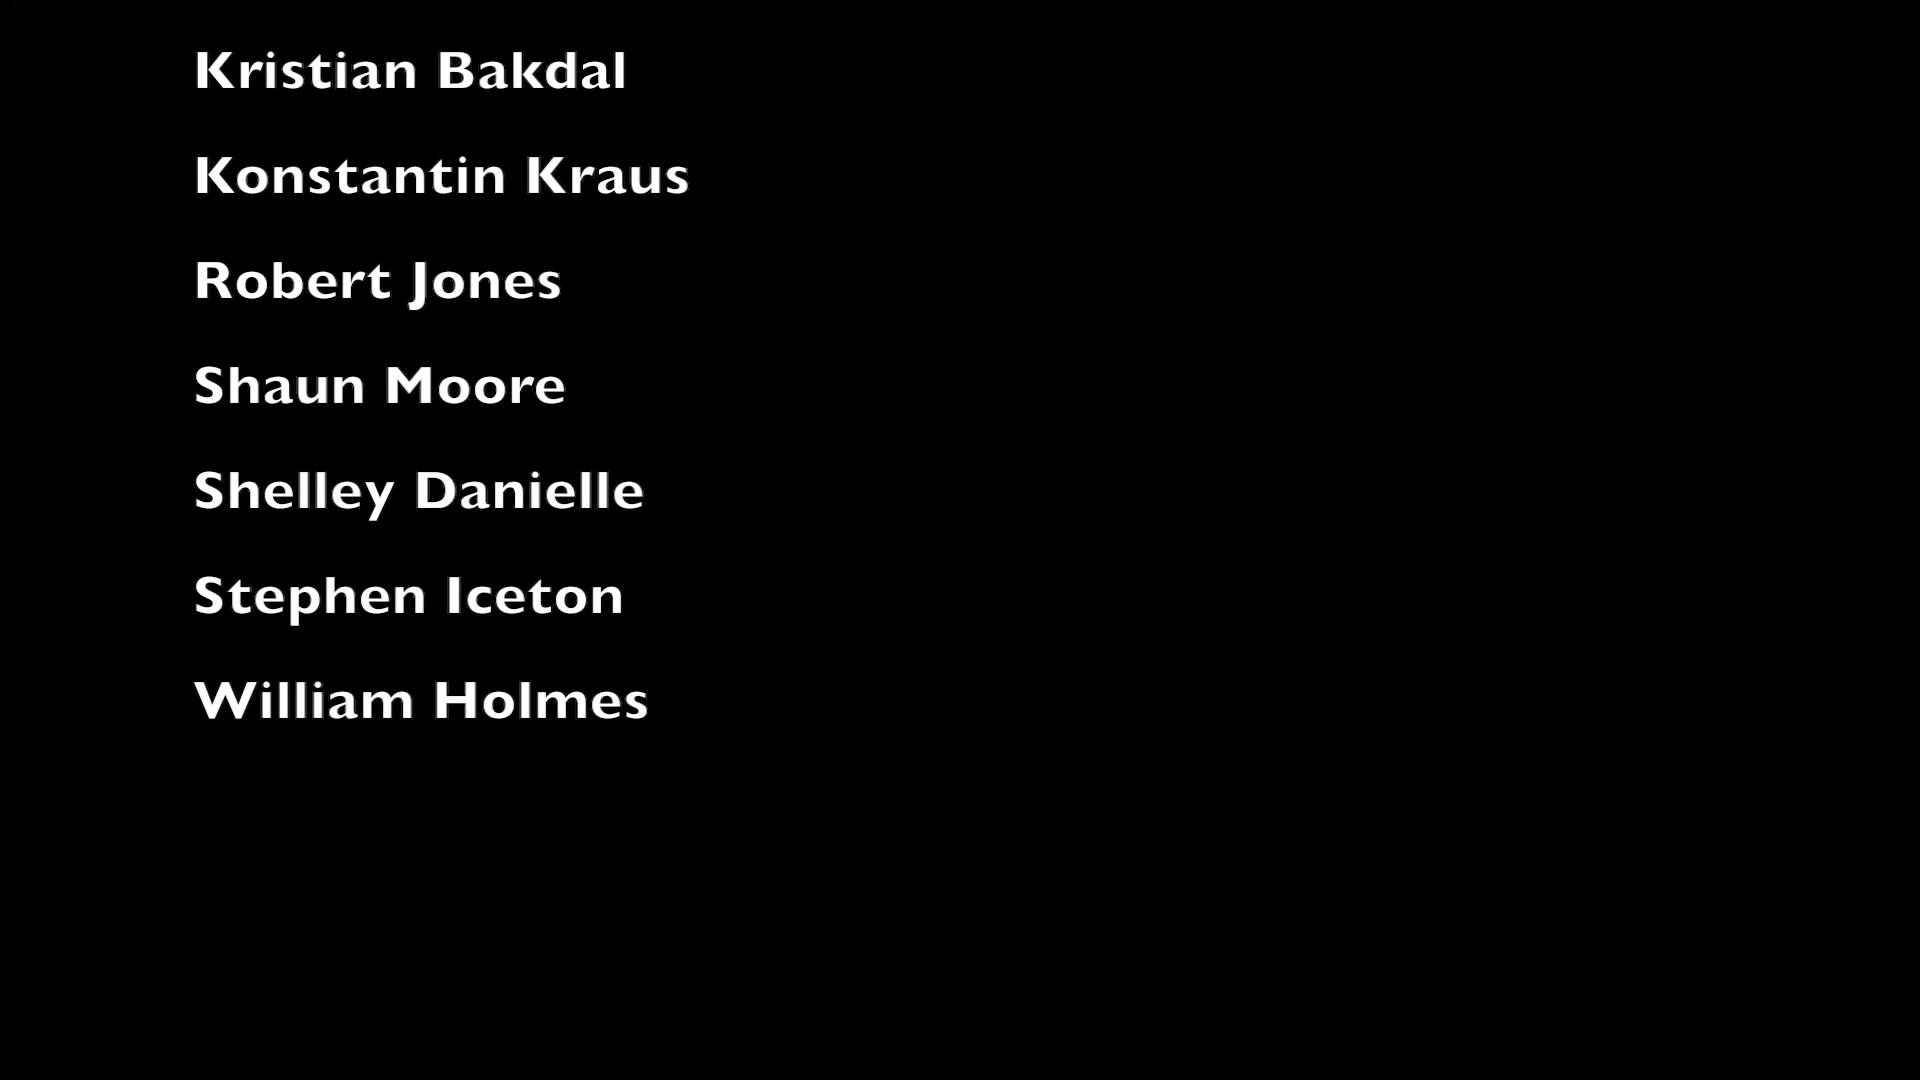 Kristian Bakdal
Konstantin Kraus
Robert Jones
Shaun Moore
Shelley Danielle
Stephen Iceton
William Holmes